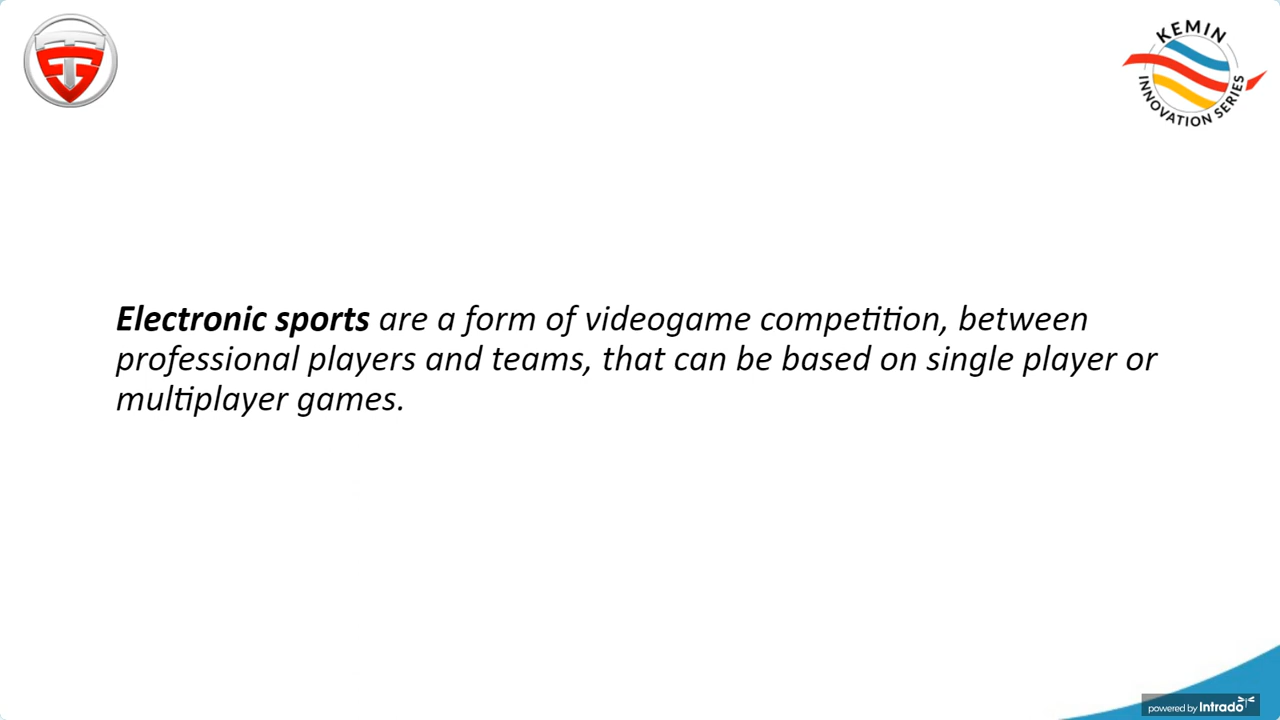 KEMIN
INNOVATION SERIES
Electronic sports are a form of videogame competition, between
professional players and teams, that can be based on single player or
multiplayer games.
powered by Intrado